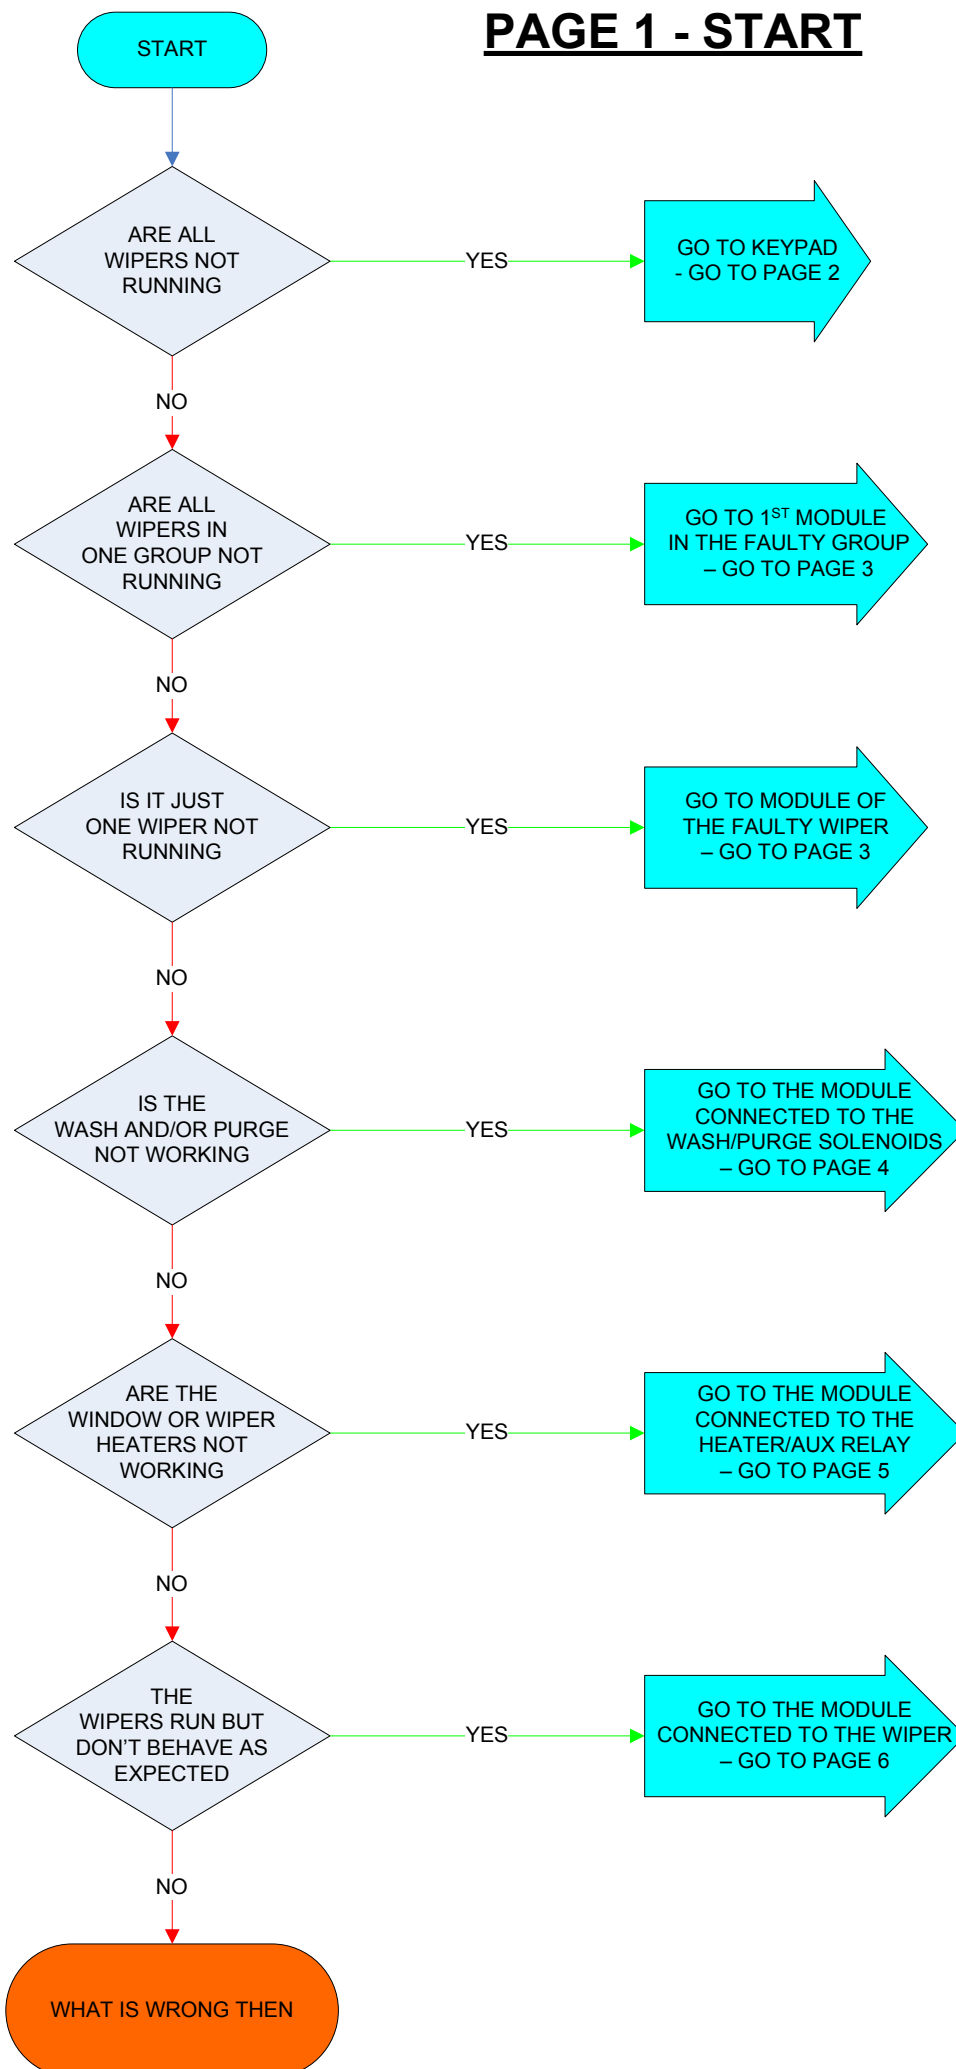 PAGE 1 - START
START
ARE ALL
WIPERS NOT
RUNNING
YES
GO TO KEYPAD
- GO TO PAGE 2
NO
ARE ALL
WIPERS IN
ONE GROUP NOT
RUNNING
YES
GO TO 1ST MODULE
IN THE FAULTY GROUP
– GO TO PAGE 3
NO
IS IT JUST
ONE WIPER NOT
RUNNING
YES
GO TO MODULE OF
THE FAULTY WIPER
– GO TO PAGE 3
NO
IS THE
WASH AND/OR PURGE
NOT WORKING
YES
GO TO THE MODULE
CONNECTED TO THE
WASH/PURGE SOLENOIDS
– GO TO PAGE 4
NO
ARE THE
WINDOW OR WIPER
HEATERS NOT
WORKING
YES
GO TO THE MODULE
CONNECTED TO THE
HEATER/AUX RELAY
– GO TO PAGE 5
NO
THE
WIPERS RUN BUT
DON’T BEHAVE AS
EXPECTED
YES
GO TO THE MODULE
CONNECTED TO THE WIPER
– GO TO PAGE 6
NO
WHAT IS WRONG THEN